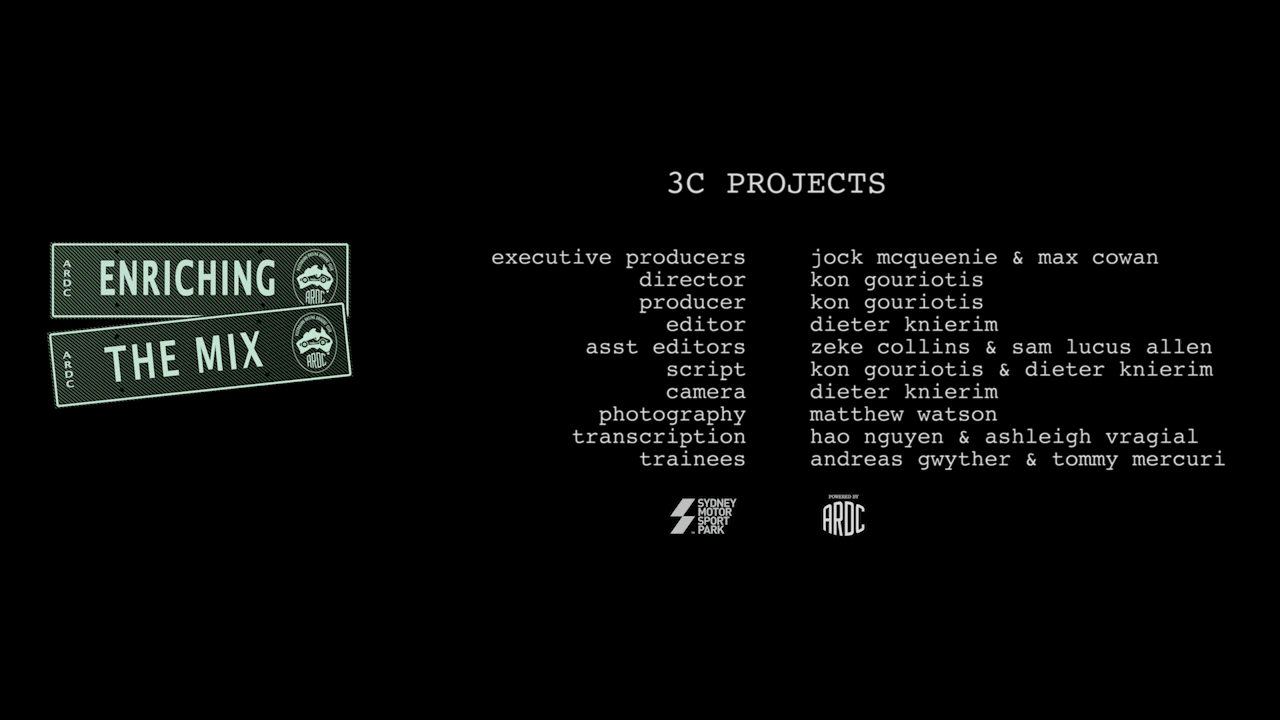 3C PROJECTS
ARDC
ENRICHING
ARDC
ARDC
THE MIX
ARDC
executive producers jock mcqueenie & max cowan
director kon gouriotis
producer kon gouriotis
editor dieter knierim
asst editors zeke collins & sam lucus allen
script kon gouriotis & dieter knierim
camera dieter knierim
photography matthew watson
transcription hao nguyen & ashleigh vragial
trainees andreas gwyther & tommy mercuri
SYDNEY
MOTOR
SPORT
PARK
POWERED BY
ARDC